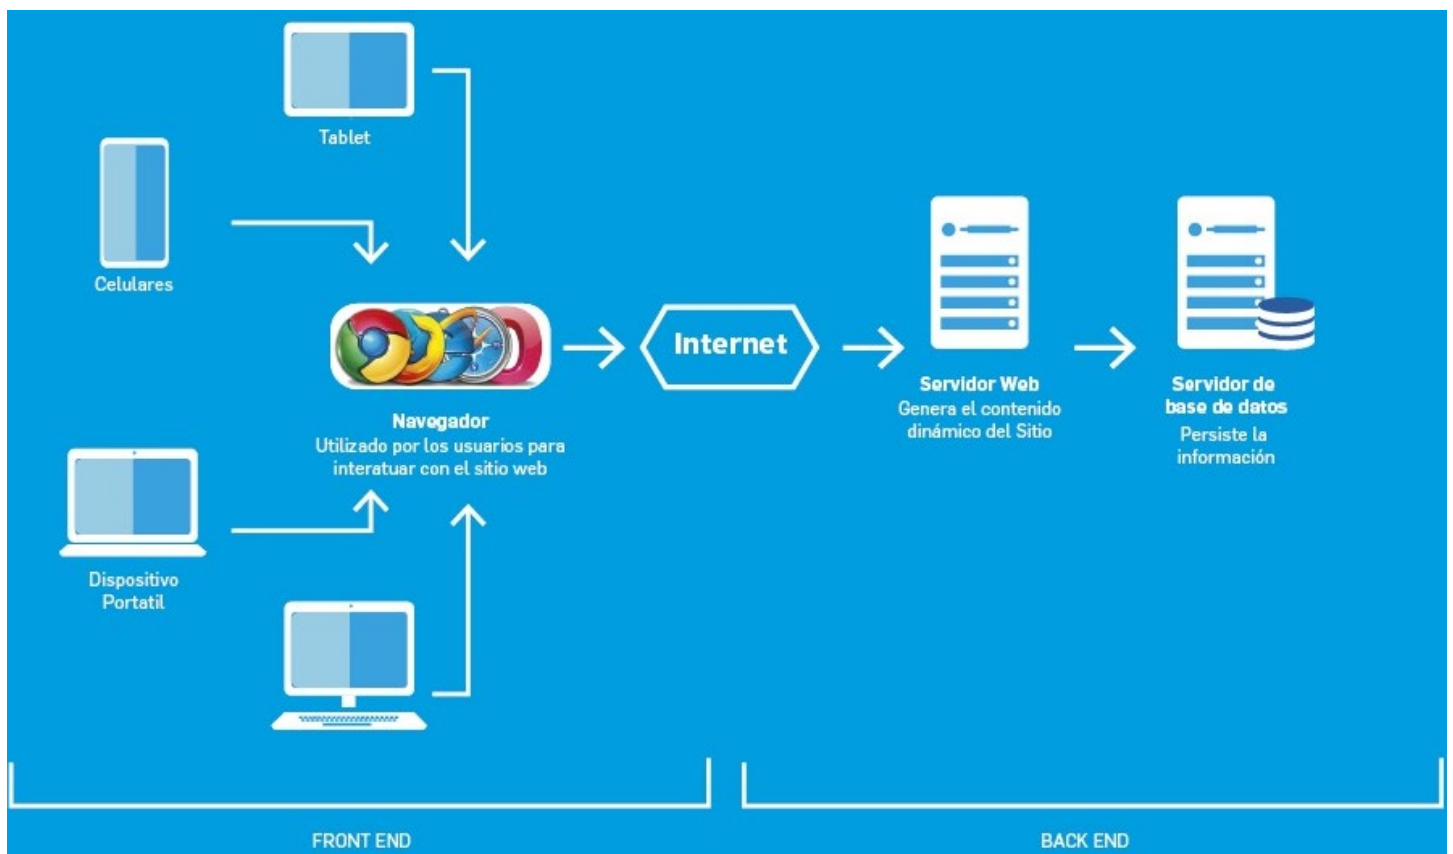 Tablet
Celulares
Internet
Navegador
Utilizado por los usuarios para
interatuar con el sitio web
Servidor Web
Genera el contenido
dinámico del Sitio
Servidor de
base de datos
Persiste la
información
Dispositivo
Portatil
FRONT END
BACK END